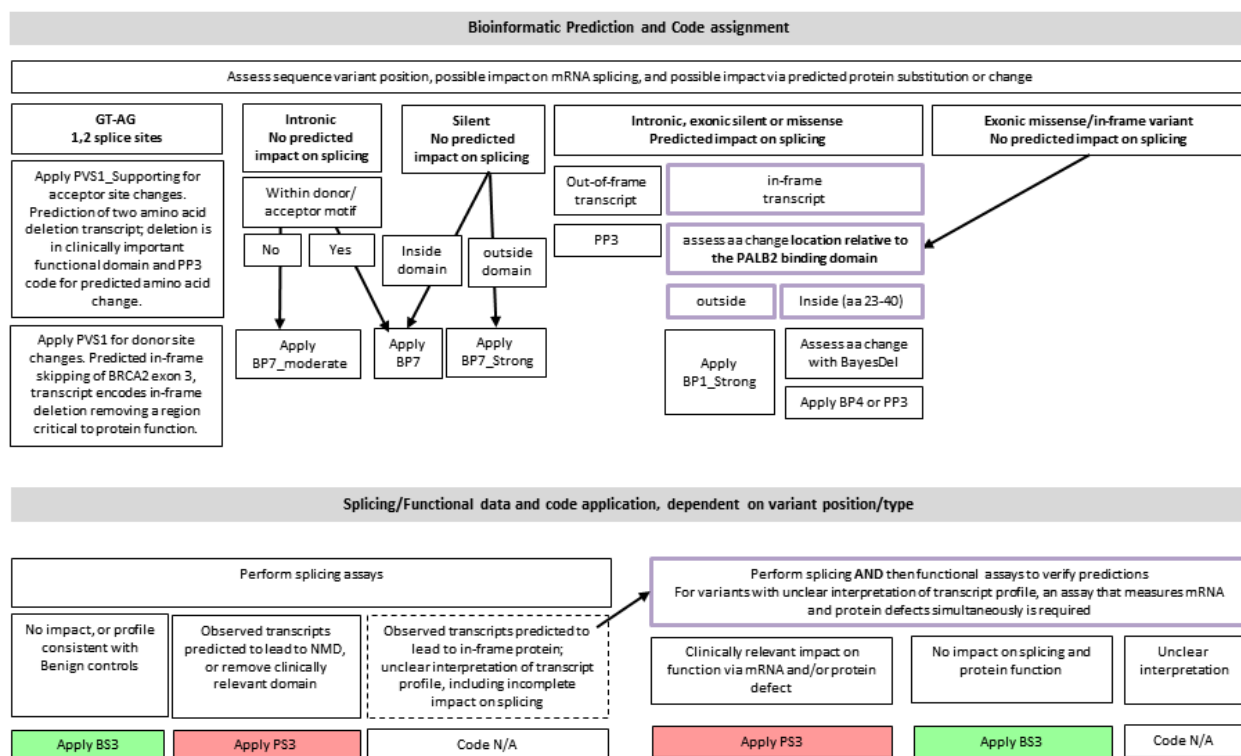 Bioinformatic Prediction and Code assignment
Assess sequence variant position, possible impact on mRNA splicing, and possible impact via predicted protein substitution or change
GT-AG
1,2 splice sites
Apply PVS1_Supporting for
acceptor site changes.
Prediction of two amino acid
deletion transcript; deletion is
in clinically important
functional domain and PP3
code for predicted amino acid
change.
Apply PVS1 for donor site
changes. Predicted in-frame
skipping of BRCA2 exon 3,
transcript encodes in-frame
deletion removing a region
critical to protein function.
Intronic
No predicted
impact on splicing
Within donor/
acceptor motif
No
Yes
Apply
BP7_moderate
Silent
No predicted
impact on splicing
Inside
domain
outside
domain
Apply
BP7
Apply
BP7_Strong
Intronic, exonic silent or missense
Predicted impact on splicing
Out-of-frame
transcript
PP3
in-frame
transcript
assess aa change location relative to
the PALB2 binding domain
outside
Inside (aa 23-40)
Apply
BP1_Strong
Assess aa change
with BayesDel
Apply BP4 or PP3
Exonic missense/in-frame variant
No predicted impact on splicing
Splicing/Functional data and code application, dependent on variant position/type
Perform splicing assays
No impact, or profile
consistent with
Benign controls
Apply BS3
Observed transcripts
predicted to lead to NMD,
or remove clinically
relevant domain
Apply PS3
Observed transcripts predicted to
lead to in-frame protein;
unclear interpretation of transcript
profile, including incomplete
impact on splicing
Code N/A
Perform splicing AND then functional assays to verify predictions
For variants with unclear interpretation of transcript profile, an assay that measures mRNA
and protein defects simultaneously is required
Clinically relevant impact on
function via mRNA and/or protein
defect
Apply PS3
No impact on splicing and
protein function
Apply BS3
Unclear
interpretation
Code N/A